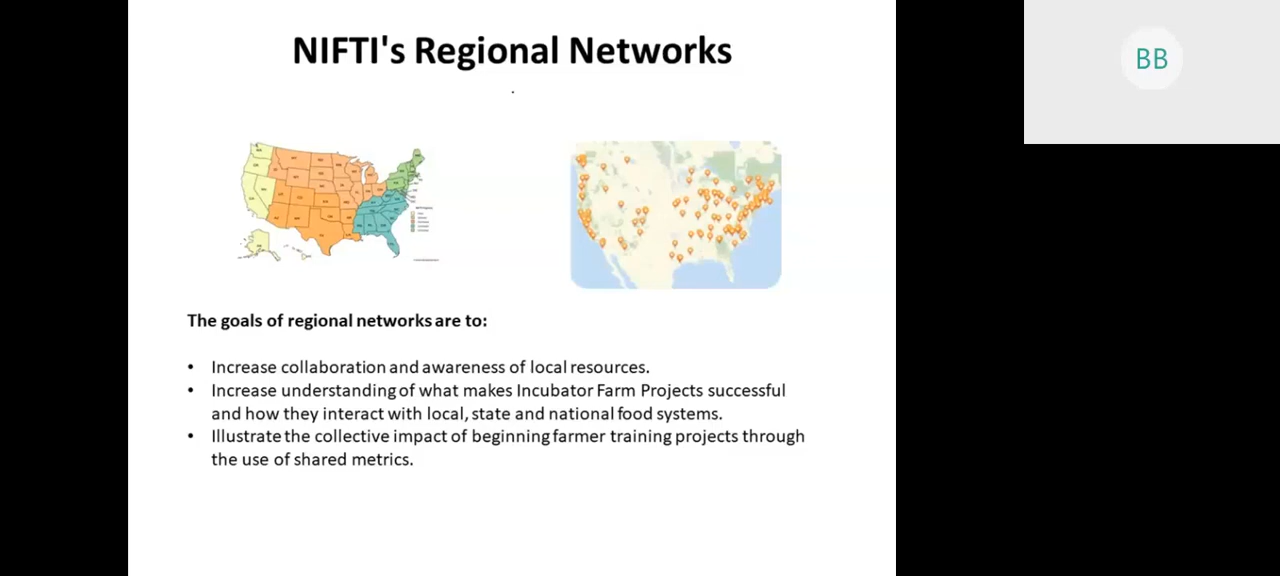 NIFTI's Regional Networks
BB
The goals of regional networks are to:
• Increase collaboration and awareness of local resources.
• Increase understanding of what makes Incubator Farm Projects successful
and how they interact with local, state and national food systems.
• Illustrate the collective impact of beginning farmer training projects through
the use of shared metrics.